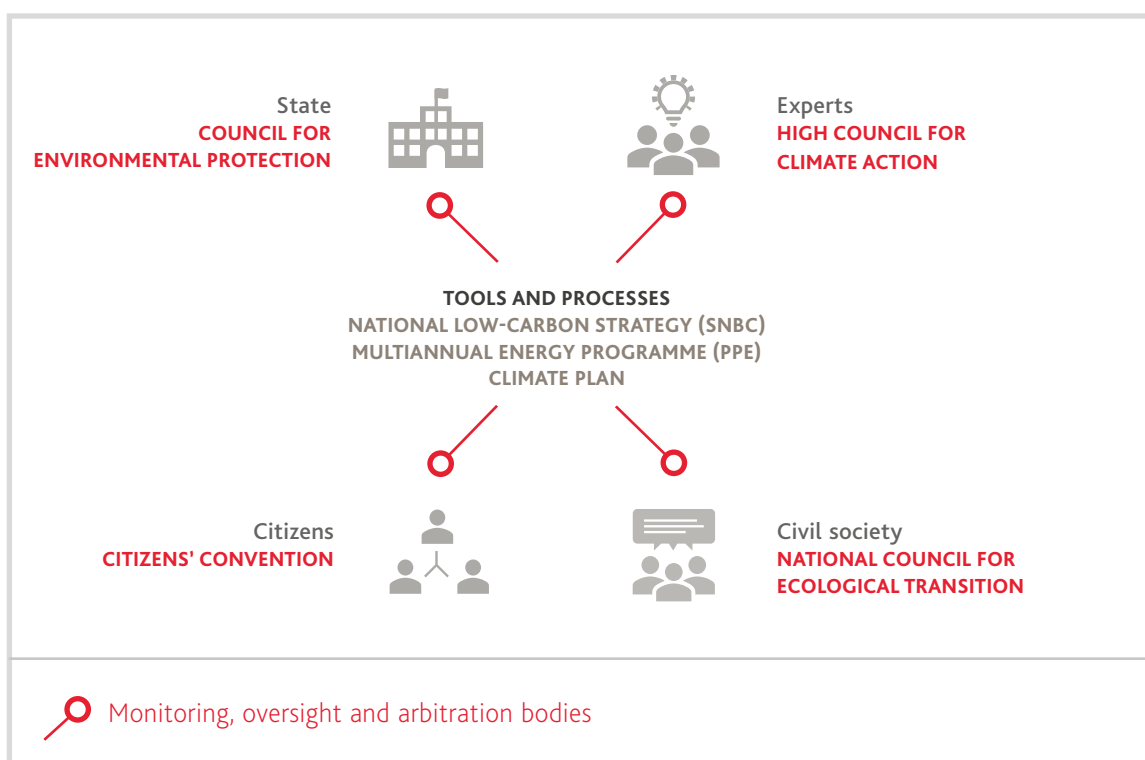 State
COUNCIL FOR
ENVIRONMENTAL PROTECTION
Experts
HIGH COUNCIL FOR
CLIMATE ACTION
TOOLS AND PROCESSES
NATIONAL LOW-CARBON STRATEGY (SNBC)
MULTIANNUAL ENERGY PROGRAMME (PPE)
CLIMATE PLAN
Citizens
CITIZENS' CONVENTION
Civil society
NATIONAL COUNCIL FOR
ECOLOGICAL TRANSITION
Monitoring, oversight and arbitration bodies